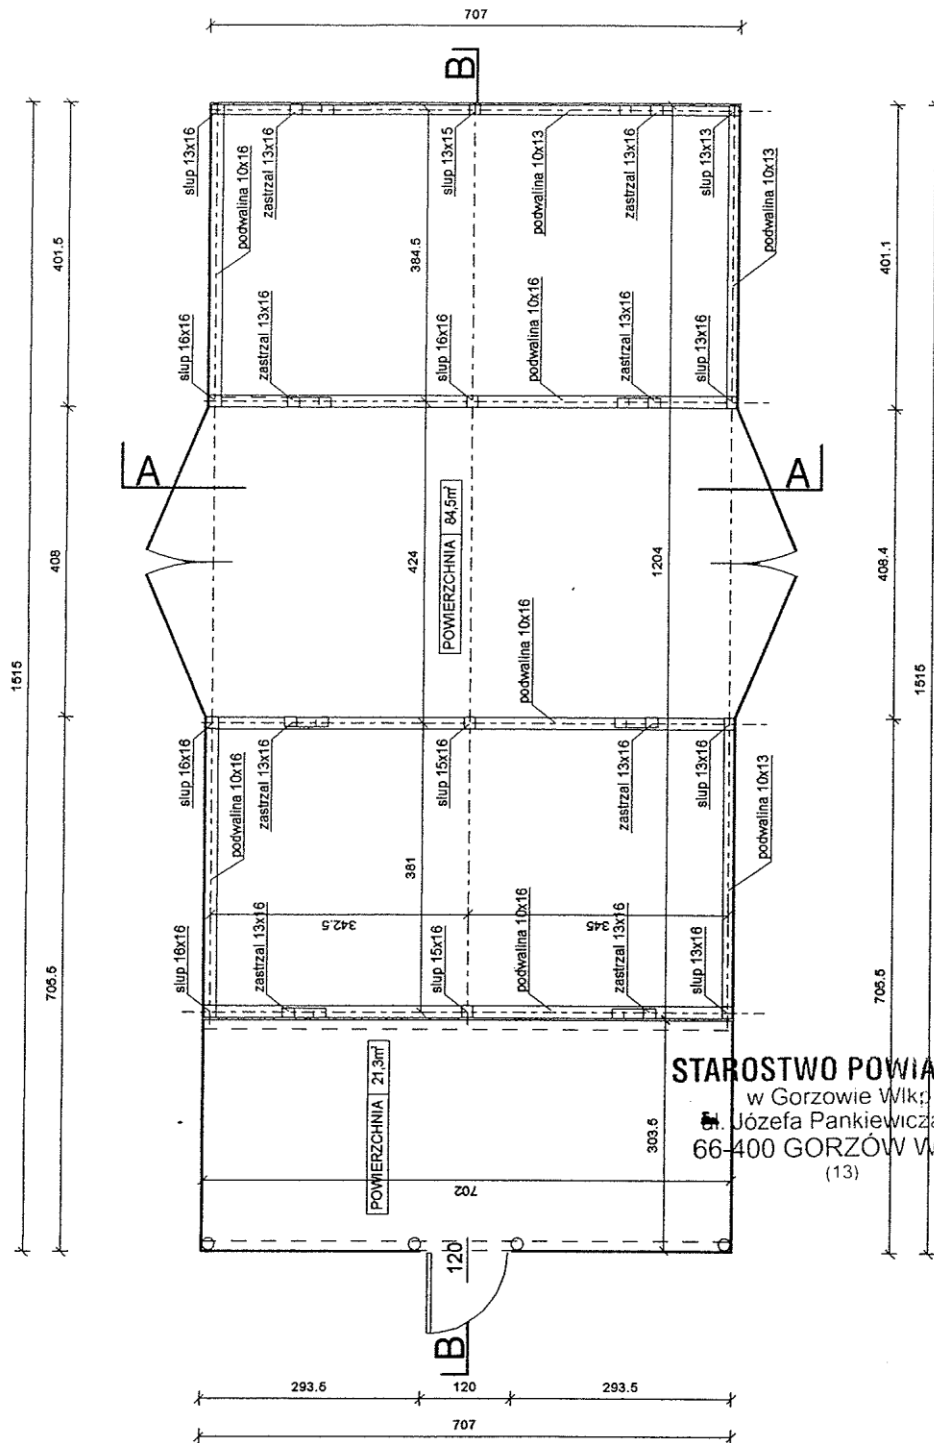 707
B
słup 13x16
podwalina 10x16
zastrzał 13x16
słup 13x15
podwalina 10x13
zastrzał 13x16
słup 13x13
podwalina 10x13
401.5
384.5
401.1
słup 16x16
zastrzał 13x16
słup 16x16
podwalina 10x16
zastrzał 13x16
słup 13x16
A
A
POWIERZCHNIA 84,5m²
408
424
1204
408.4
1515
1515
podwalina 10x16
słup 16x16
podwalina 10x16
zastrzał 13x16
słup 15x16
zastrzał 13x16
słup 13x16
podwalina 10x13
381
342.5
345
słup 16x16
zastrzał 13x16
słup 15x16
podwalina 10x16
zastrzał 13x16
słup 13x16
706.5
705.5
POWIERZCHNIA 21,3m²
303.5
STAROSTWO POWIA
w Gorzowie Wlkp
ul. Józefa Pankiewicza
66-400 GORZÓW W
(13)
702
120
B
293.5
120
293.5
707